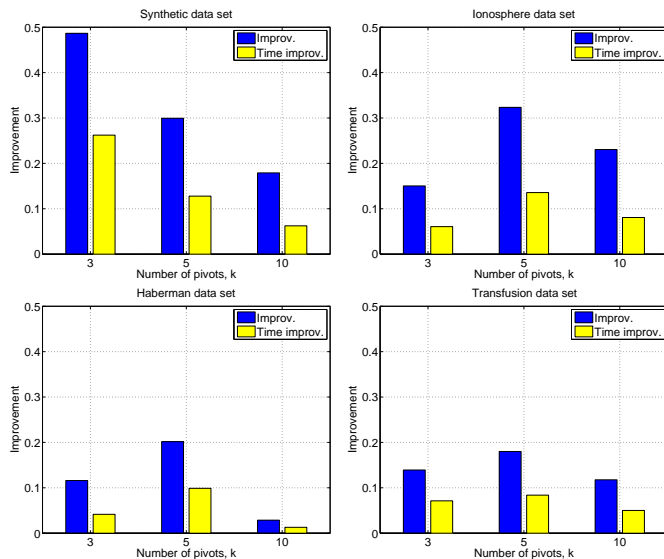 Synthetic data set
0.5
0.4
0.3
0.2
0.1
0
Improvement
3 5 10
Number of pivots, k
Improv.
Time improv.
Ionosphere data set
0.5
0.4
0.3
0.2
0.1
0
Improvement
3 5 10
Number of pivots, k
Improv.
Time improv.
Haberman data set
0.5
0.4
0.3
0.2
0.1
0
Improvement
3 5 10
Number of pivots, k
Improv.
Time improv.
Transfusion data set
0.5
0.4
0.3
0.2
0.1
0
Improvement
3 5 10
Number of pivots, k
Improv.
Time improv.